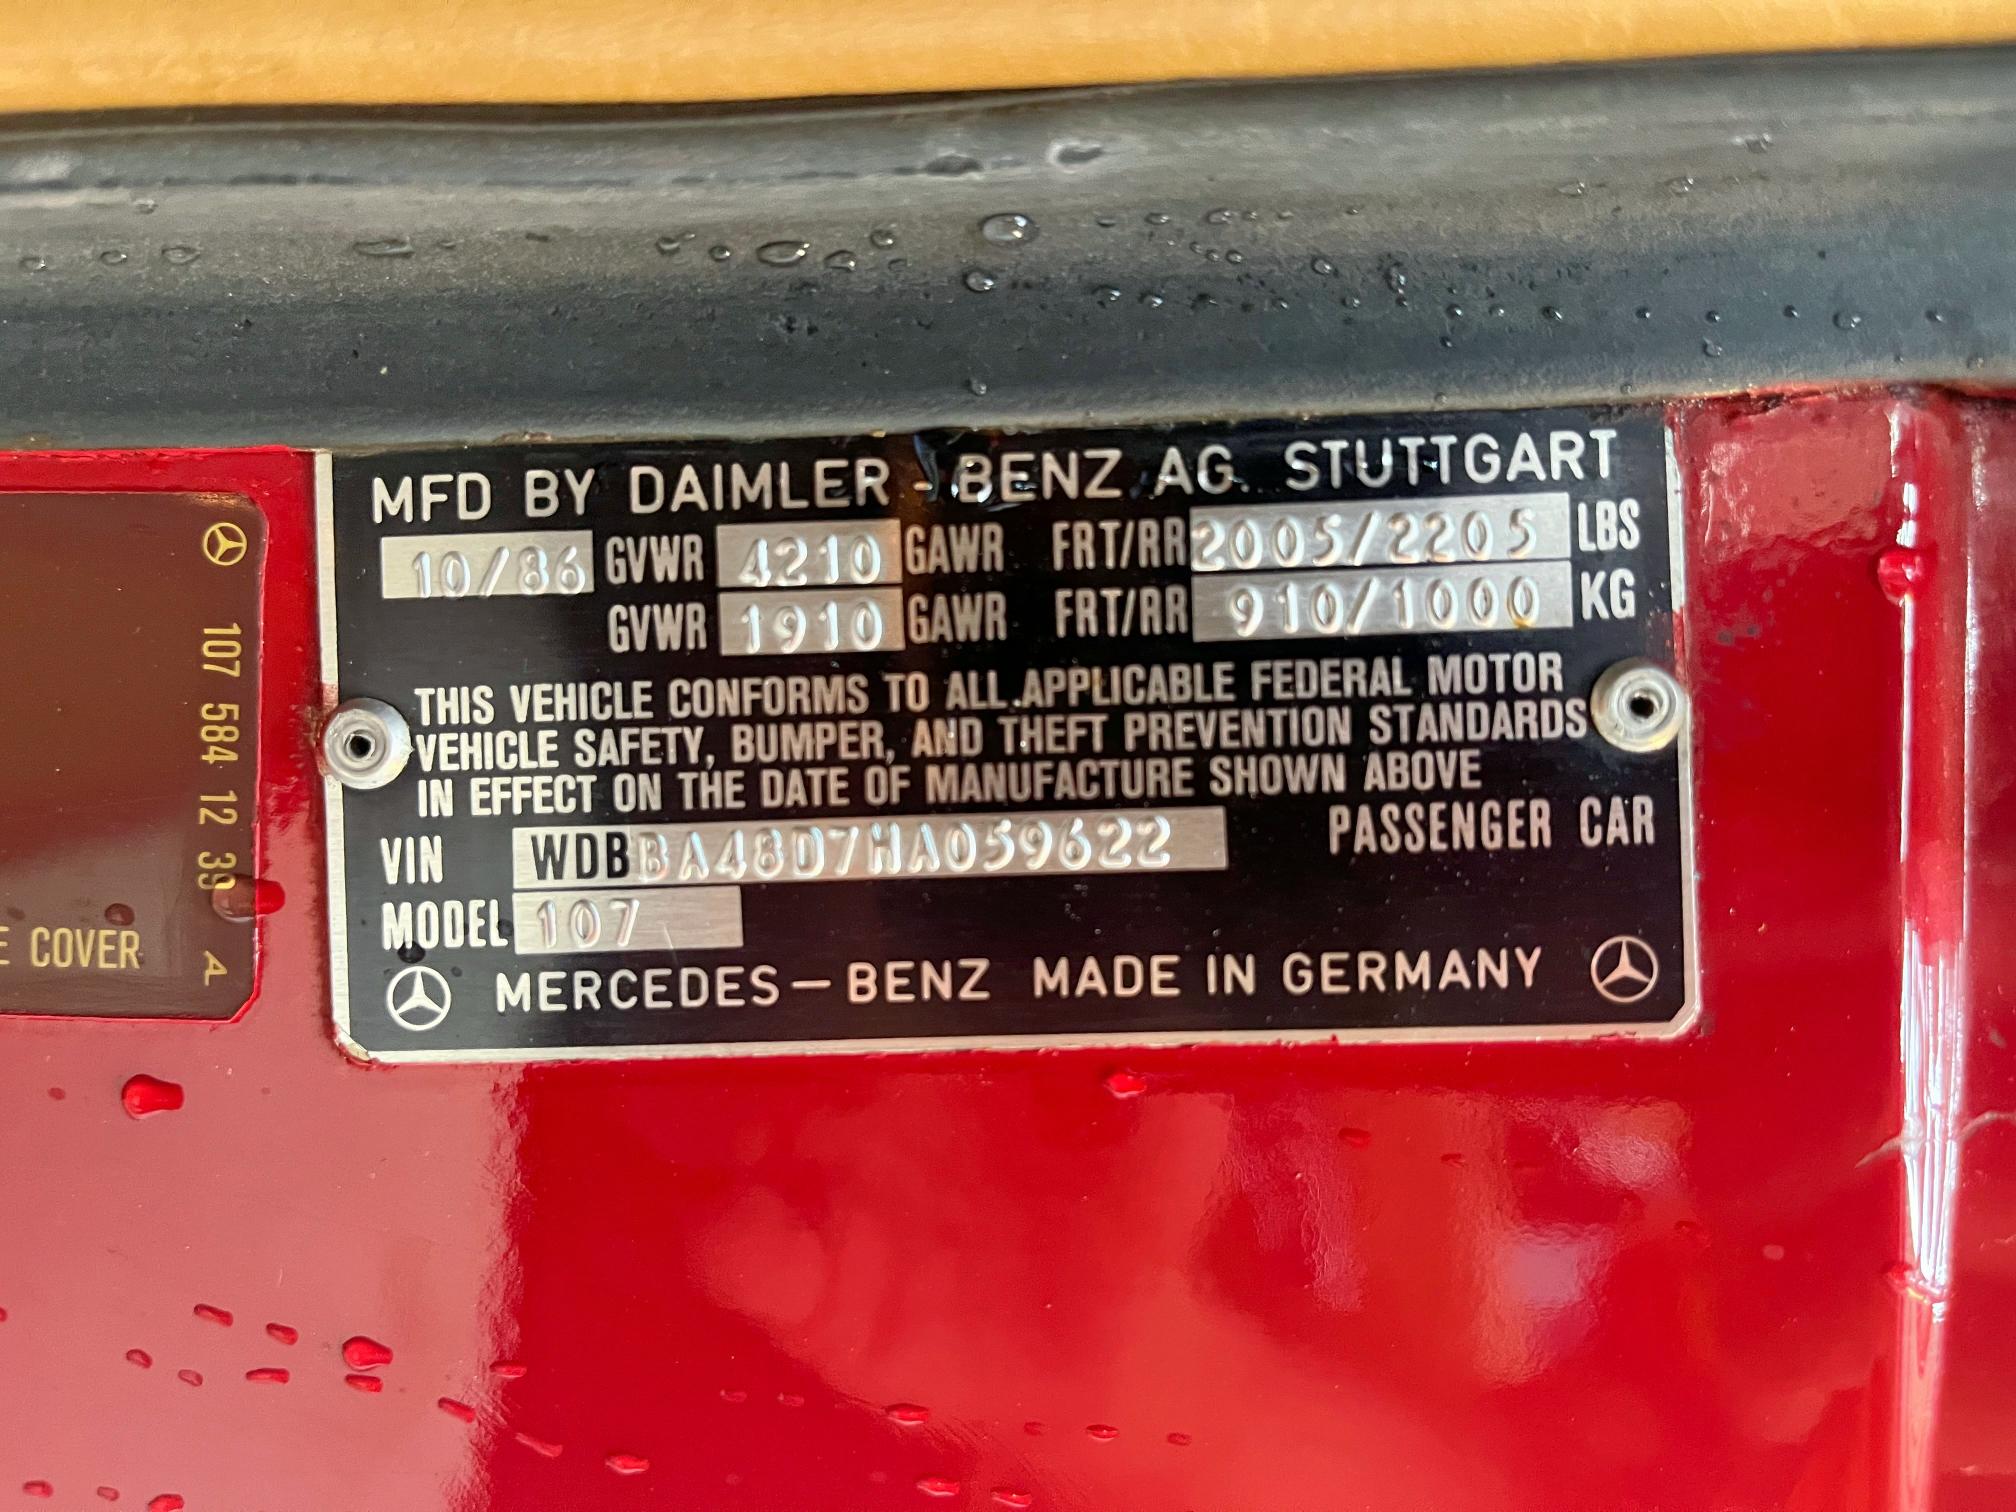 MFD BY DAIMLER - BENZ AG. STUTTGART
10/86 GVWR 4210 GAWR FRT/RR 2005/2205 LBS
GVWR 1910 GAWR FRT/RR 910/1000 KG
THIS VEHICLE CONFORMS TO ALL APPLICABLE FEDERAL MOTOR
VEHICLE SAFETY, BUMPER, AND THEFT PREVENTION STANDARDS
IN EFFECT ON THE DATE OF MANUFACTURE SHOWN ABOVE
VIN WDBBA48D7HA059622 PASSENGER CAR
MODEL 107
MERCEDES-BENZ MADE IN GERMANY
107 584 12 39 A
E COVER